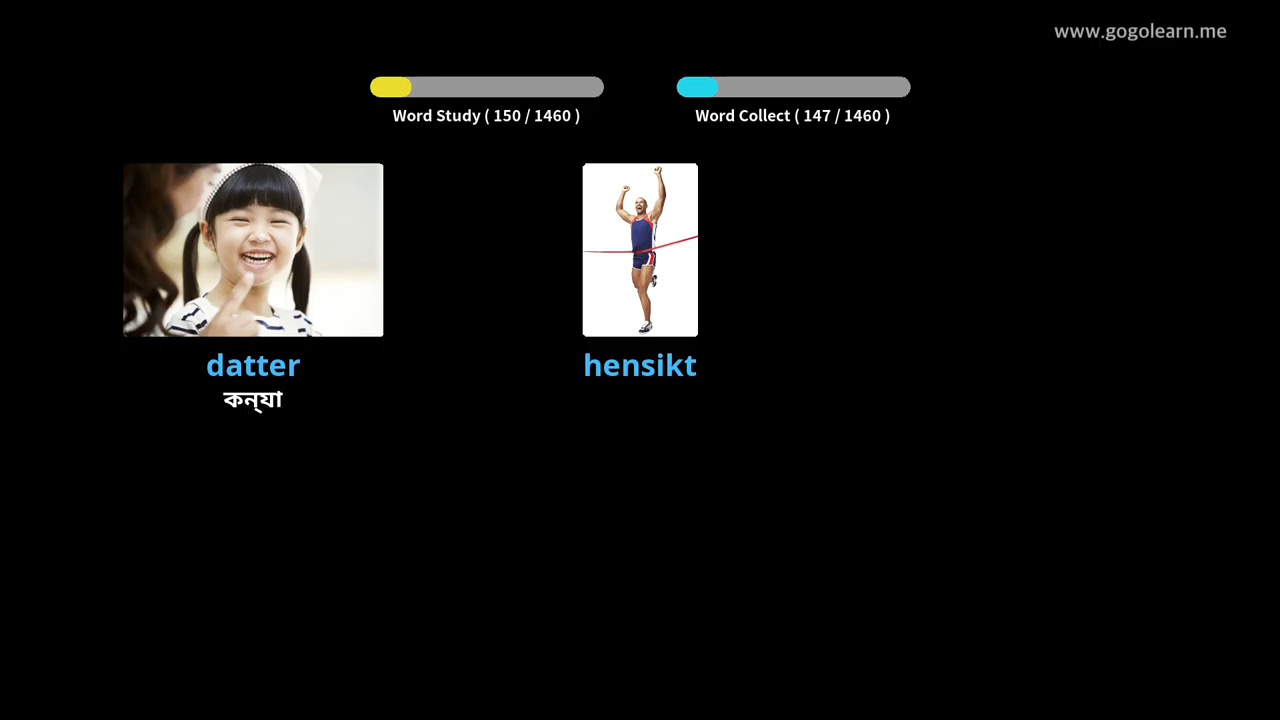 www.gogolearn.me
Word Study ( 150 / 1460 )
Word Collect ( 147 / 1460 )
datter
hensikt
কন্যা